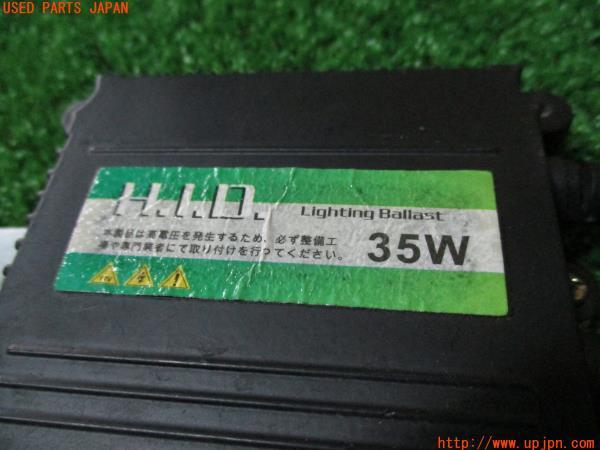 USED PARTS JAPAN
H.I.D. Lighting Ballast
本製品は高電圧を発生するため、必ず整備工
場や専門業者にて取り付けを行ってください。
35W
http://www.upjpn.com/